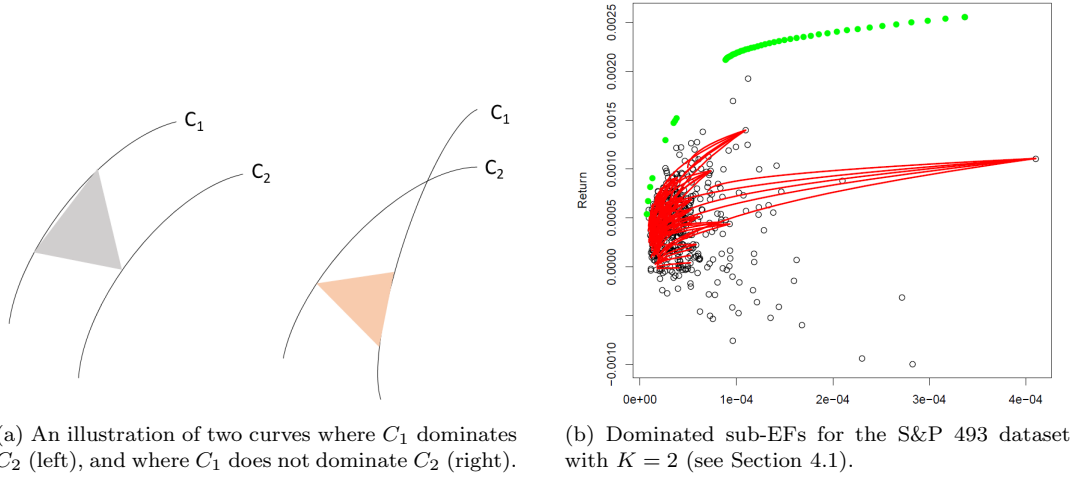 C1
C2
C1
C2
Return
0.0025
0.0020
0.0015
0.0010
0.0005
0.0000
−0.0010
0e+00
1e−04
2e−04
3e−04
4e−04
a) An illustration of two curves where C1 dominates
C2 (left), and where C1 does not dominate C2 (right).
(b) Dominated sub-EFs for the S&P 493 dataset
with K = 2 (see Section 4.1).